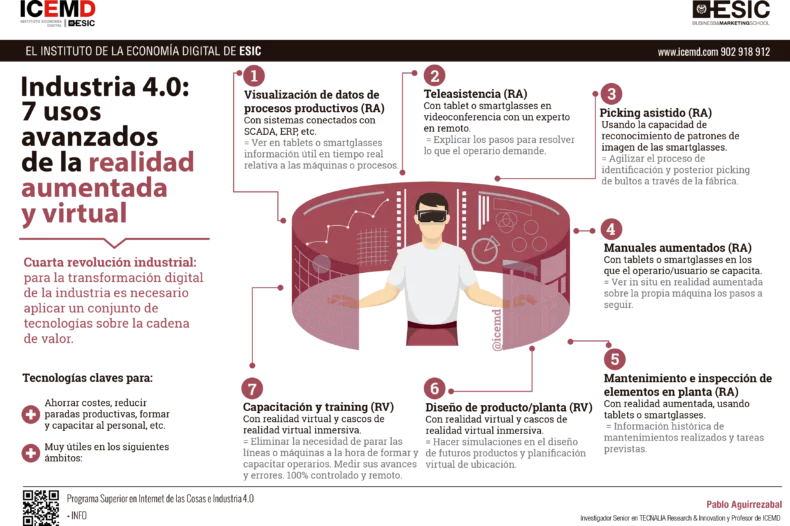 ICEMD
INSTITUTO ECONOMÍA
DIGITAL
ESIC
ESIC
BUSINESS&MARKETINGSCHOOL
EL INSTITUTO DE LA ECONOMÍA DIGITAL DE ESIC
www.icemd.com 902 918 912
Industria 4.0:
7 usos
avanzados
de la realidad
aumentada
y virtual
Cuarta revolución industrial:
para la transformación digital
de la industria es necesario
aplicar un conjunto de
tecnologías sobre la cadena
de valor.
Tecnologías claves para:
Ahorrar costes, reducir
paradas productivas, formar
y capacitar al personal, etc.
Muy útiles en los siguientes
ámbitos:
1
Visualización de datos de
procesos productivos (RA)
Con sistemas conectados con
SCADA, ERP, etc.
= Ver en tablets o smartglasses
información útil en tiempo real
relativa a las máquinas o procesos.
2
Teleasistencia (RA)
Con tablet o smartglasses en
videoconferencia con un experto
en remoto.
= Explicar los pasos para resolver
lo que el operario demande.
3
Picking asistido (RA)
Usando la capacidad de
reconocimiento de patrones de
imagen de las smartglasses.
= Agilizar el proceso de
identificación y posterior picking
de bultos a través de la fábrica.
4
Manuales aumentados (RA)
Con tablets o smartglasses en los
que el operario/usuario se capacita.
= Ver in situ en realidad aumentada
sobre la propia máquina los pasos a
seguir.
5
Mantenimiento e inspección de
elementos en planta (RA)
Con realidad aumentada, usando
tablets o smartglasses.
= Información histórica de
mantenimientos realizados y tareas
previstas.
6
Diseño de producto/planta (RV)
Con realidad virtual y cascos de
realidad virtual inmersiva.
= Hacer simulaciones en el diseño
de futuros productos y planificación
virtual de ubicación.
7
Capacitación y training (RV)
Con realidad virtual y cascos de
realidad virtual inmersiva.
= Eliminar la necesidad de parar las
líneas o máquinas a la hora de formar y
capacitar operarios. Medir sus avances
y errores. 100% controlado y remoto.
@icemd
Programa Superior en Internet de las Cosas e Industria 4.0
+ INFO
Pablo Aguirrezabal
Investigador Senior en TECNALIA Research & Innovation y Profesor de ICEMD